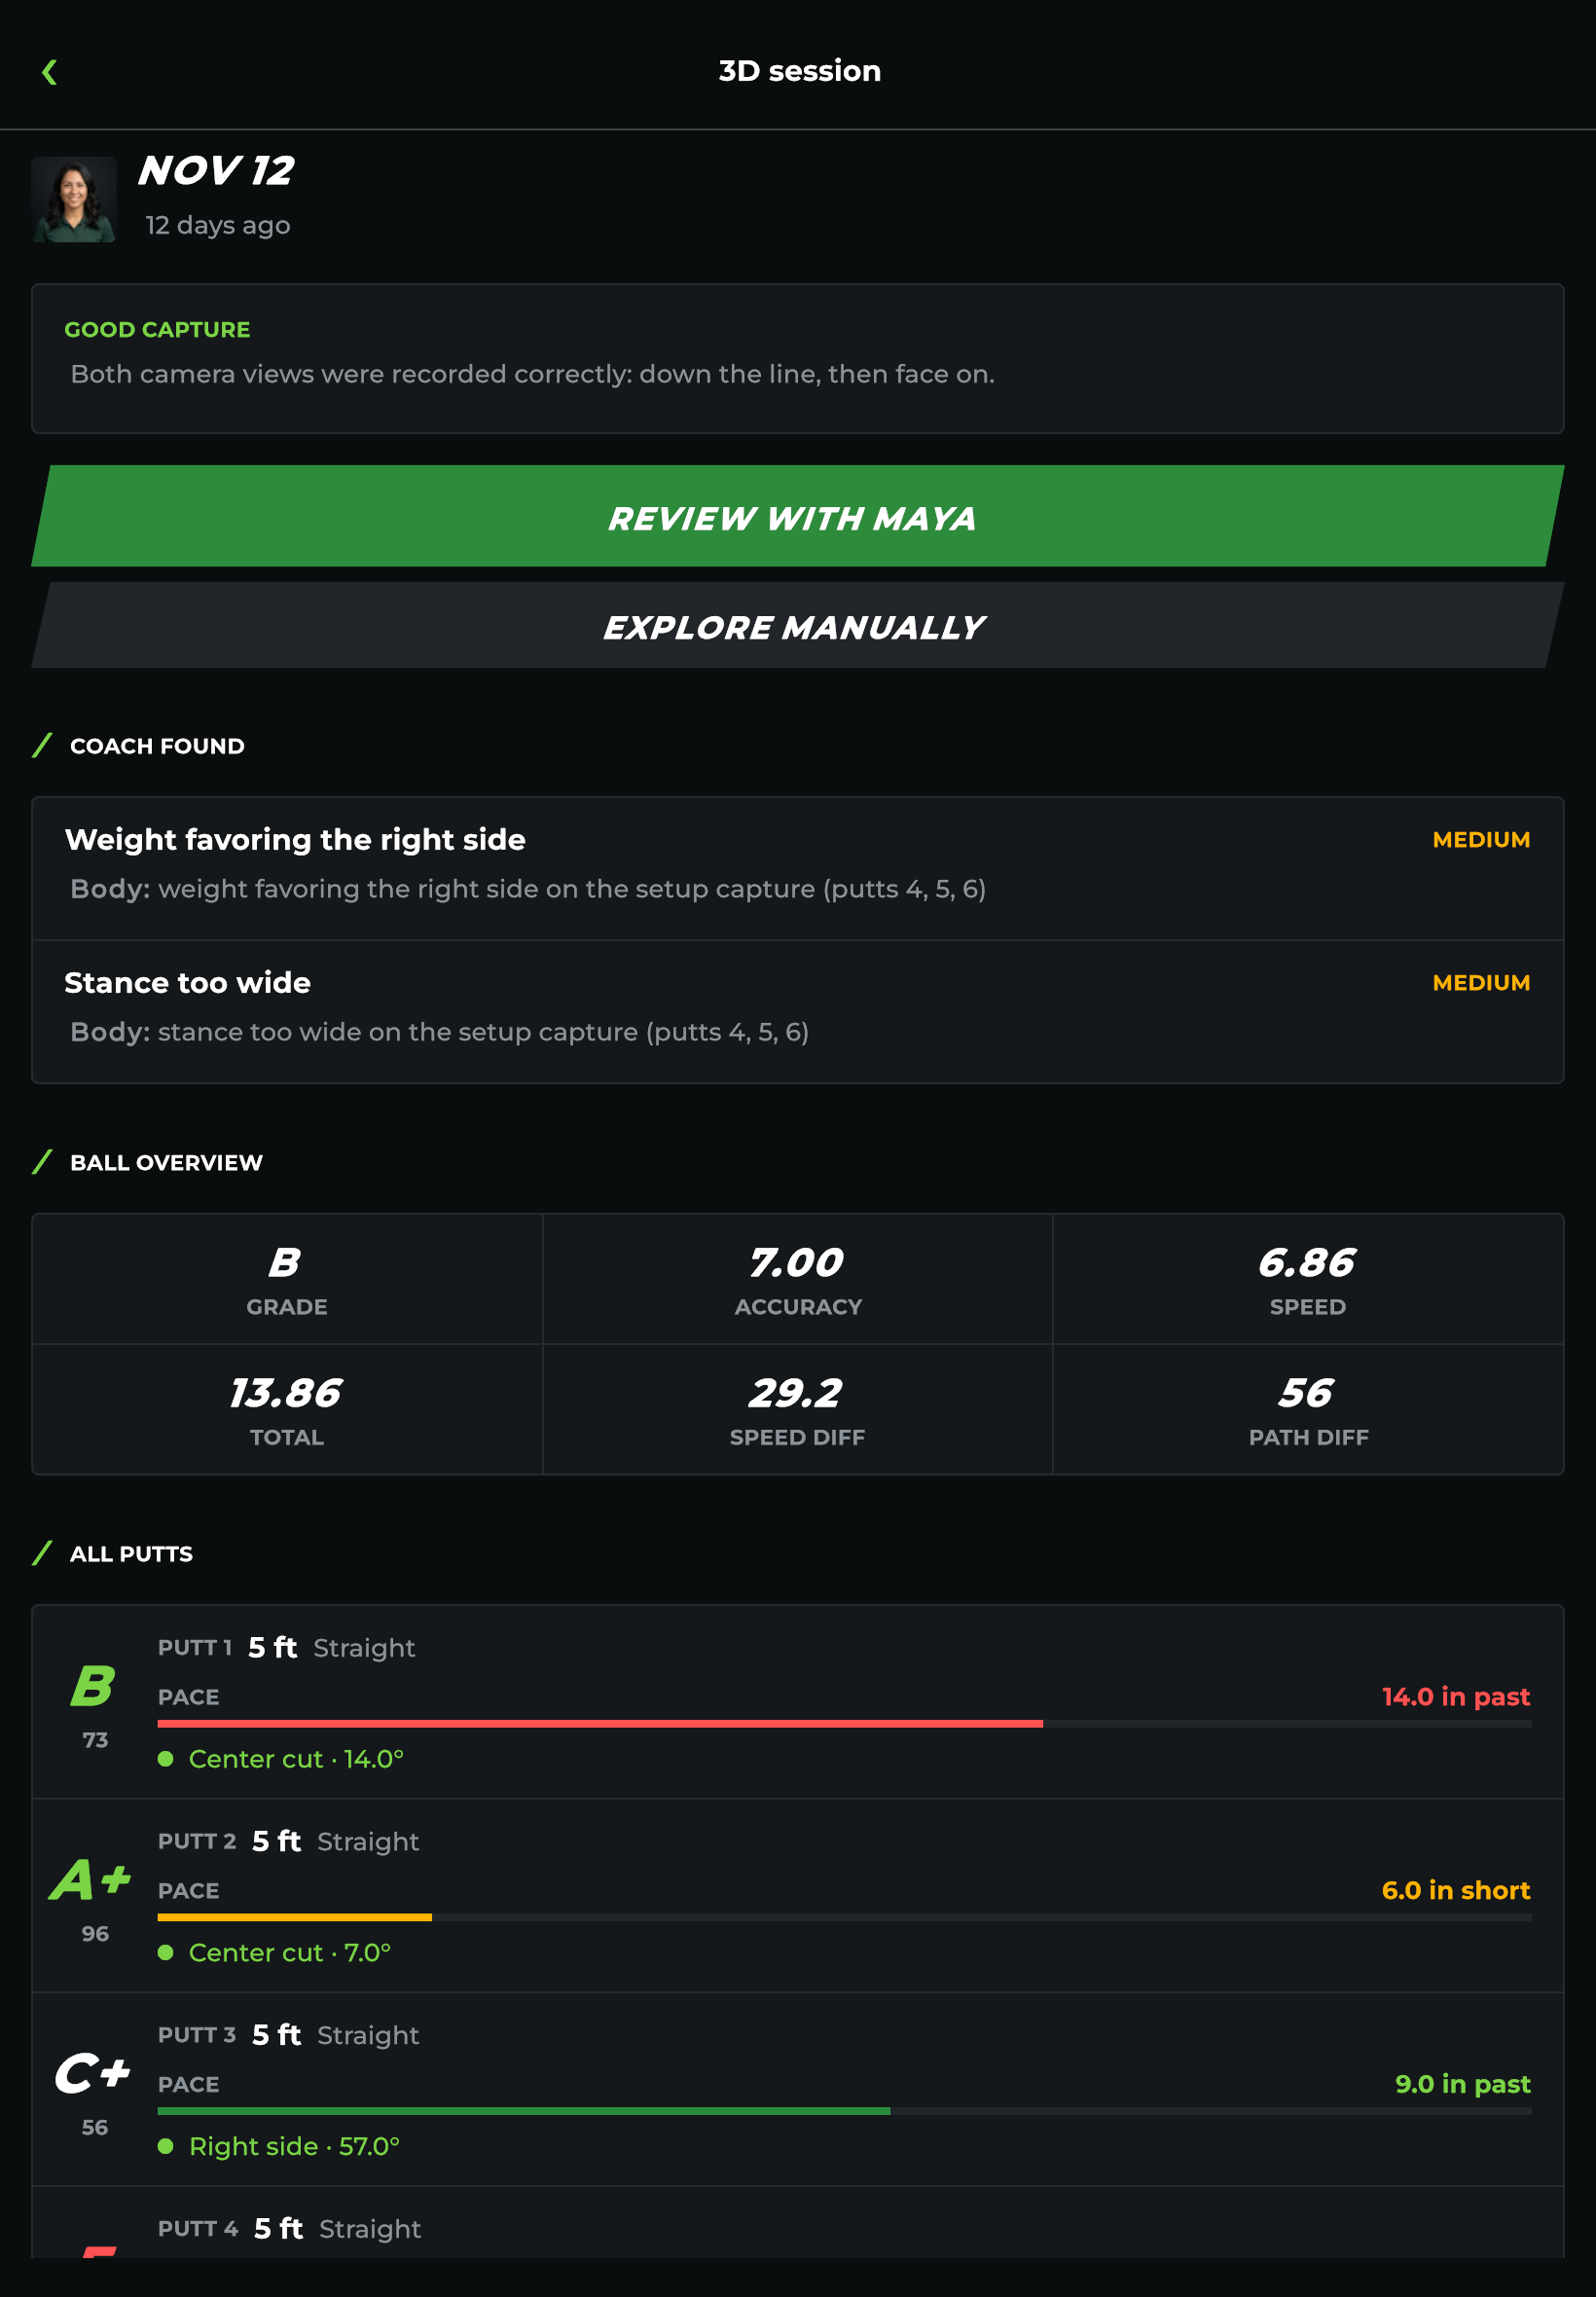 3D session
NOV 12
12 days ago
GOOD CAPTURE
Both camera views were recorded correctly: down the line, then face on.
REVIEW WITH MAYA
EXPLORE MANUALLY
COACH FOUND
Weight favoring the right side MEDIUM
Body: weight favoring the right side on the setup capture (putts 4, 5, 6)
Stance too wide MEDIUM
Body: stance too wide on the setup capture (putts 4, 5, 6)
BALL OVERVIEW
B 7.00 6.86
GRADE ACCURACY SPEED
13.86 29.2 56
TOTAL SPEED DIFF PATH DIFF
ALL PUTTS
PUTT 1 5 ft Straight
B
PACE 14.0 in past
73
Center cut · 14.0°
PUTT 2 5 ft Straight
A+
PACE 6.0 in short
96
Center cut · 7.0°
PUTT 3 5 ft Straight
C+
PACE 9.0 in past
56
Right side · 57.0°
PUTT 4 5 ft Straight